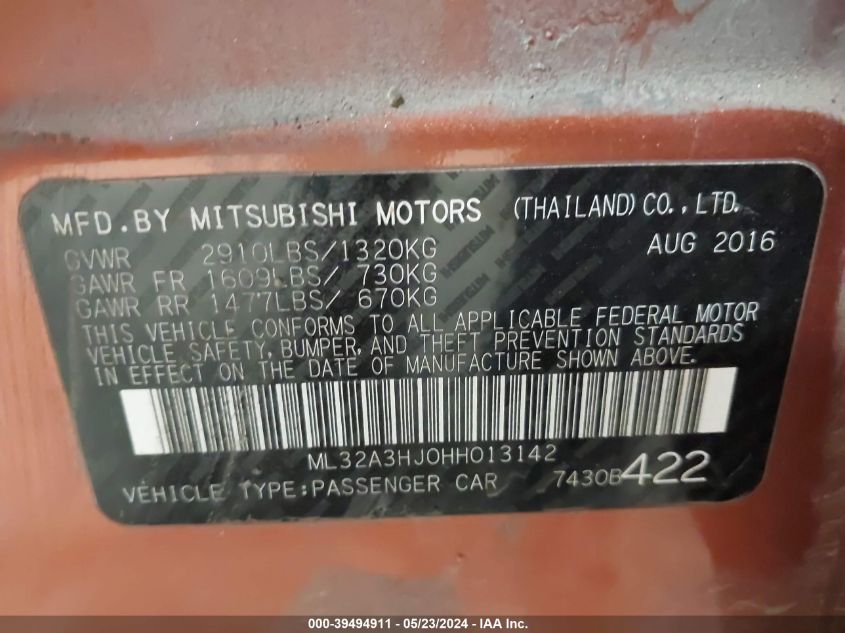 MFD.BY MITSUBISHI MOTORS (THAILAND) CO.,LTD.
GVWR 2910LBS/1320KG AUG 2016
GAWR FR 1609LBS/ 730KG
GAWR RR 1477LBS/ 670KG
THIS VEHICLE CONFORMS TO ALL APPLICABLE FEDERAL MOTOR
VEHICLE SAFETY, BUMPER, AND THEFT PREVENTION STANDARDS
IN EFFECT ON THE DATE OF MANUFACTURE SHOWN ABOVE.
ML32A3HJ0HH013142
VEHICLE TYPE:PASSENGER CAR 7430B422
000-39494911 - 05/23/2024 - IAA Inc.